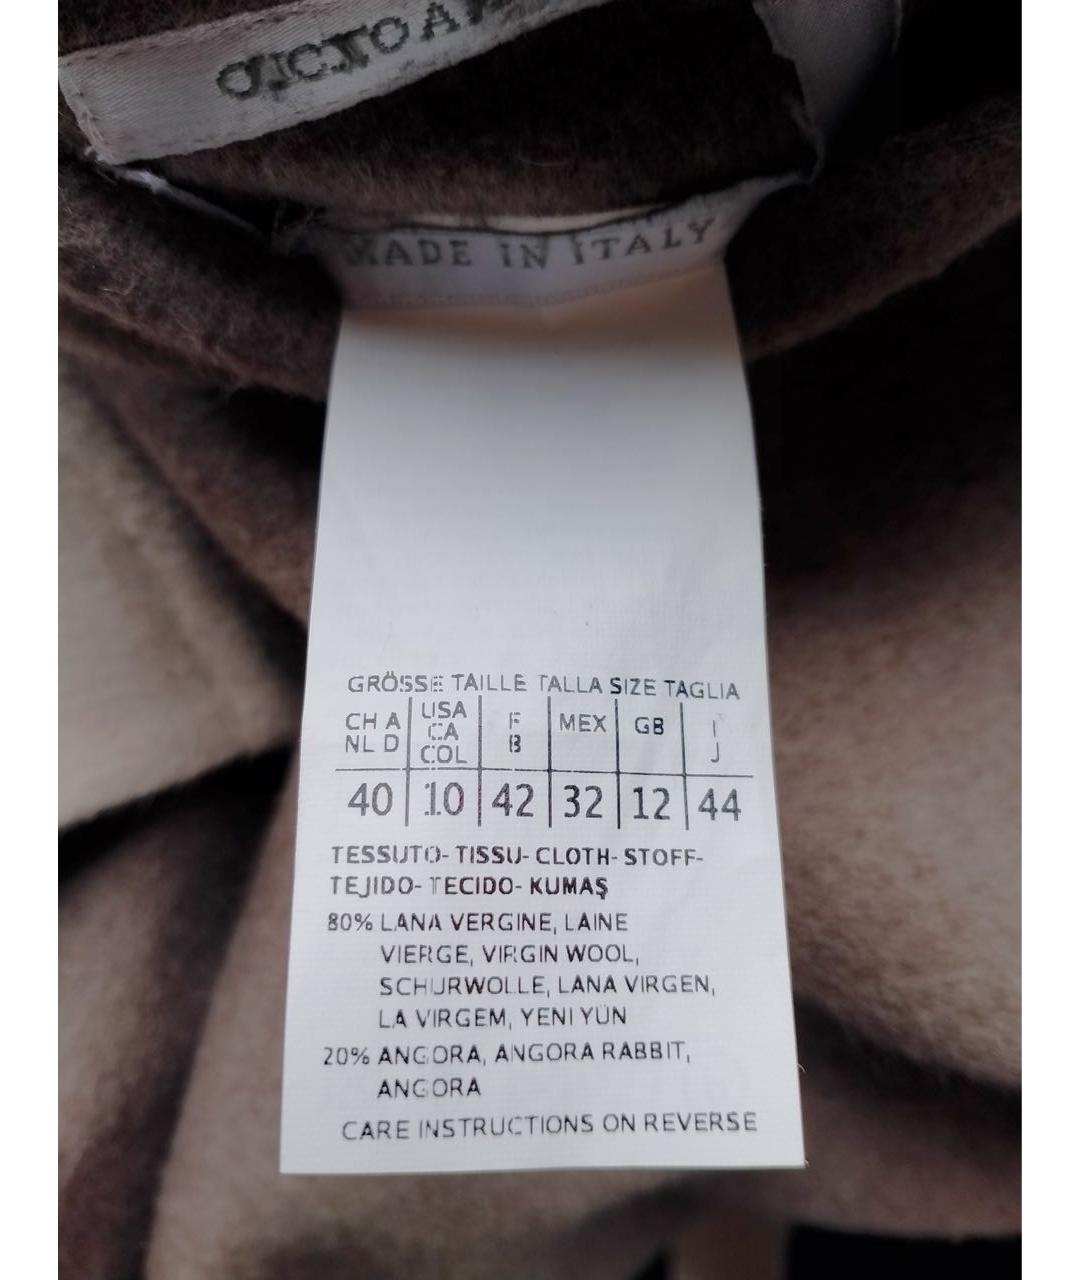 MADE IN ITALY
GRÖSSE TAILLE TALLA SIZE TAGLIA
CH A NL D | USA CA COL | F B | MEX | GB | I J
40 | 10 | 42 | 32 | 12 | 44
TESSUTO- TISSU- CLOTH- STOFF-
TEJIDO- TECIDO- KUMAŞ
80% LANA VERGINE, LAINE
VIERGE, VIRGIN WOOL,
SCHURWOLLE, LANA VIRGEN,
LA VIRGEM, YENI YÜN
20% ANGORA, ANGORA RABBIT,
ANGORA
CARE INSTRUCTIONS ON REVERSE